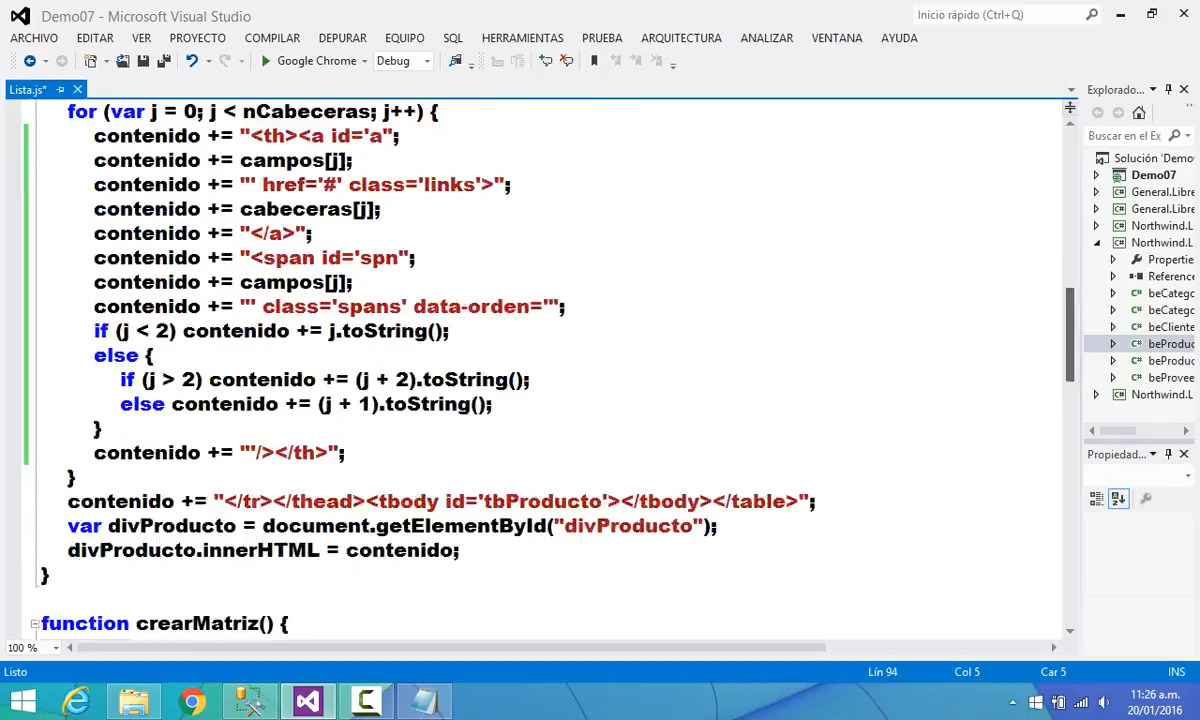 Demo07 - Microsoft Visual Studio
Inicio rápido (Ctrl+Q)
ARCHIVO EDITAR VER PROYECTO COMPILAR DEPURAR EQUIPO SQL HERRAMIENTAS PRUEBA ARQUITECTURA ANALIZAR VENTANA AYUDA
Google Chrome Debug
Lista.js*
Explorado...
Buscar en el Ex
Solución 'Demo
Demo07
General.Libre
General.Libre
Northwind.L
Northwind.L
Propertie
Reference
beCatego
beCatego
beCliente
beProduc
beProduc
beProvee
Northwind.L
Propiedad...
for (var j = 0; j < nCabeceras; j++) {
contenido += "<th><a id='a";
contenido += campos[j];
contenido += "' href='#' class='links'>";
contenido += cabeceras[j];
contenido += "</a>";
contenido += "<span id='spn";
contenido += campos[j];
contenido += "' class='spans' data-orden='";
if (j < 2) contenido += j.toString();
else {
if (j > 2) contenido += (j + 2).toString();
else contenido += (j + 1).toString();
}
contenido += "'/></th>";
}
contenido += "</tr></thead><tbody id='tbProducto'></tbody></table>";
var divProducto = document.getElementById("divProducto");
divProducto.innerHTML = contenido;
}
function crearMatriz() {
100 %
Listo Lín 94 Col 5 Car 5 INS
11:26 a.m.
20/01/2016